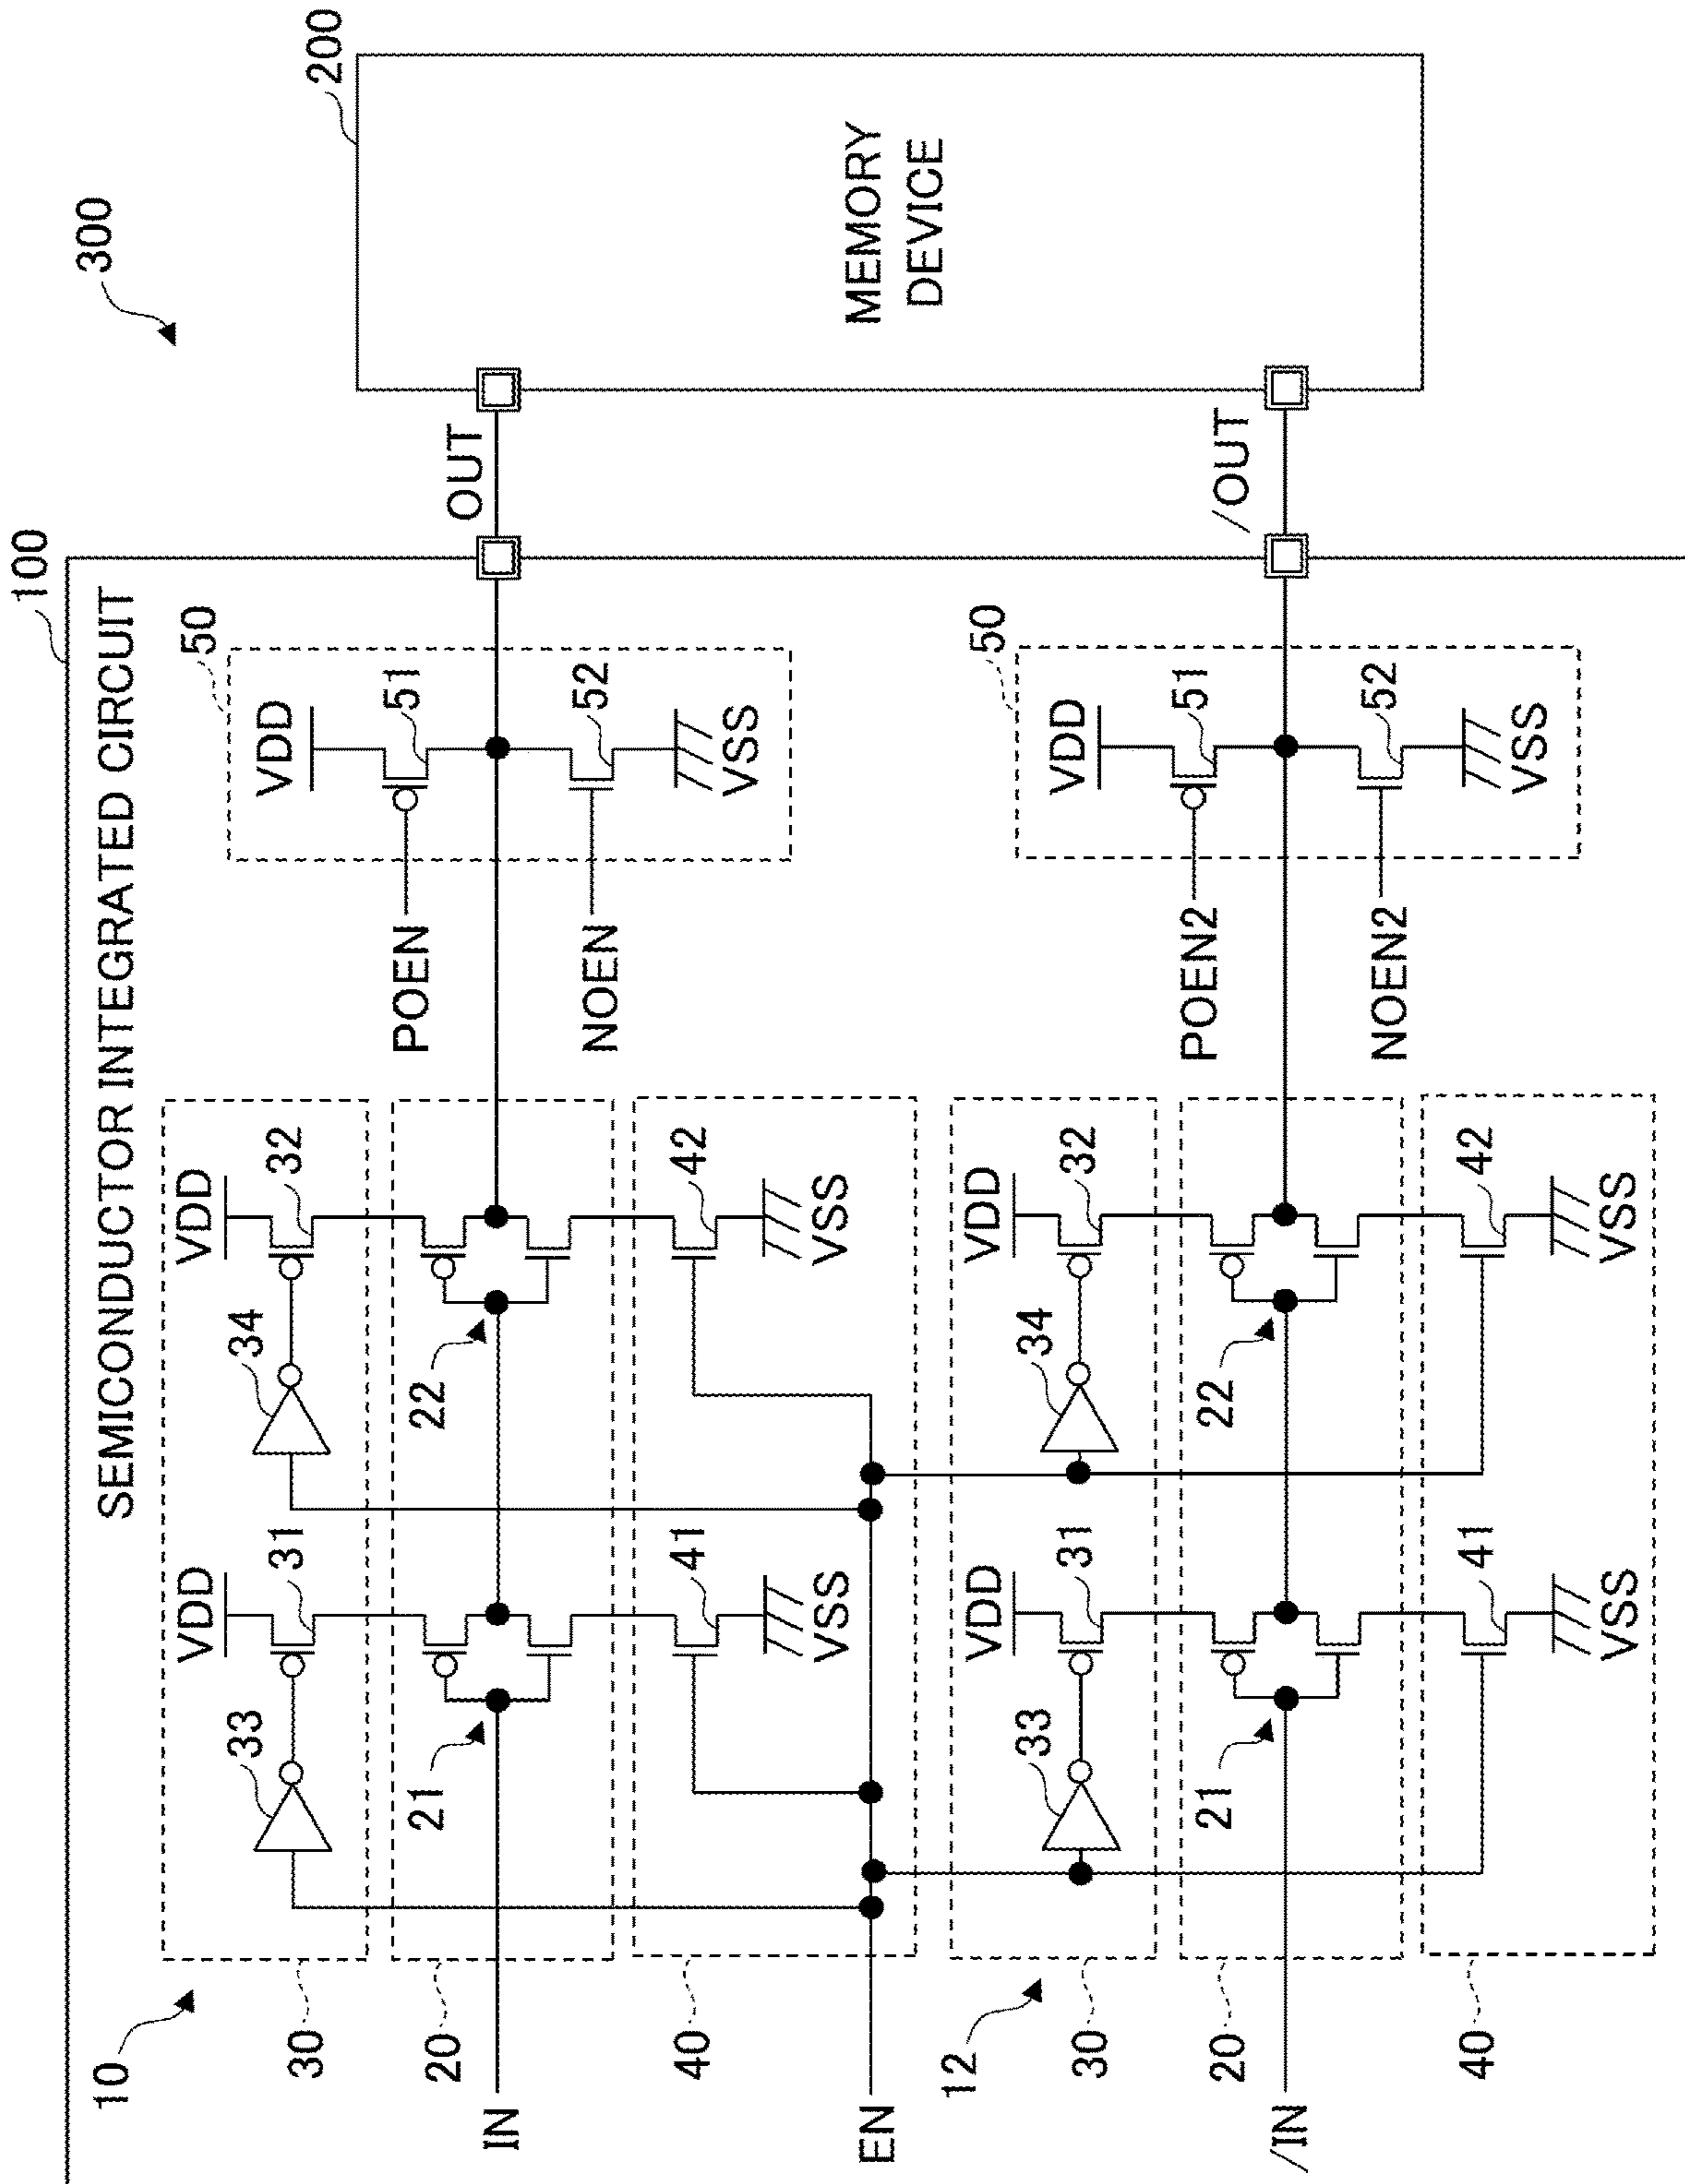 300
100
SEMICONDUCTOR INTEGRATED CIRCUIT
200
MEMORY
DEVICE
10
30
33
VDD
31
34
VDD
32
50
VDD
51
POEN
OUT
20
IN
21
22
NOEN
52
VSS
40
41
VSS
42
VSS
EN
12
30
33
VDD
31
34
VDD
32
50
VDD
51
POEN2
/OUT
20
/IN
21
22
NOEN2
52
VSS
40
41
VSS
42
VSS